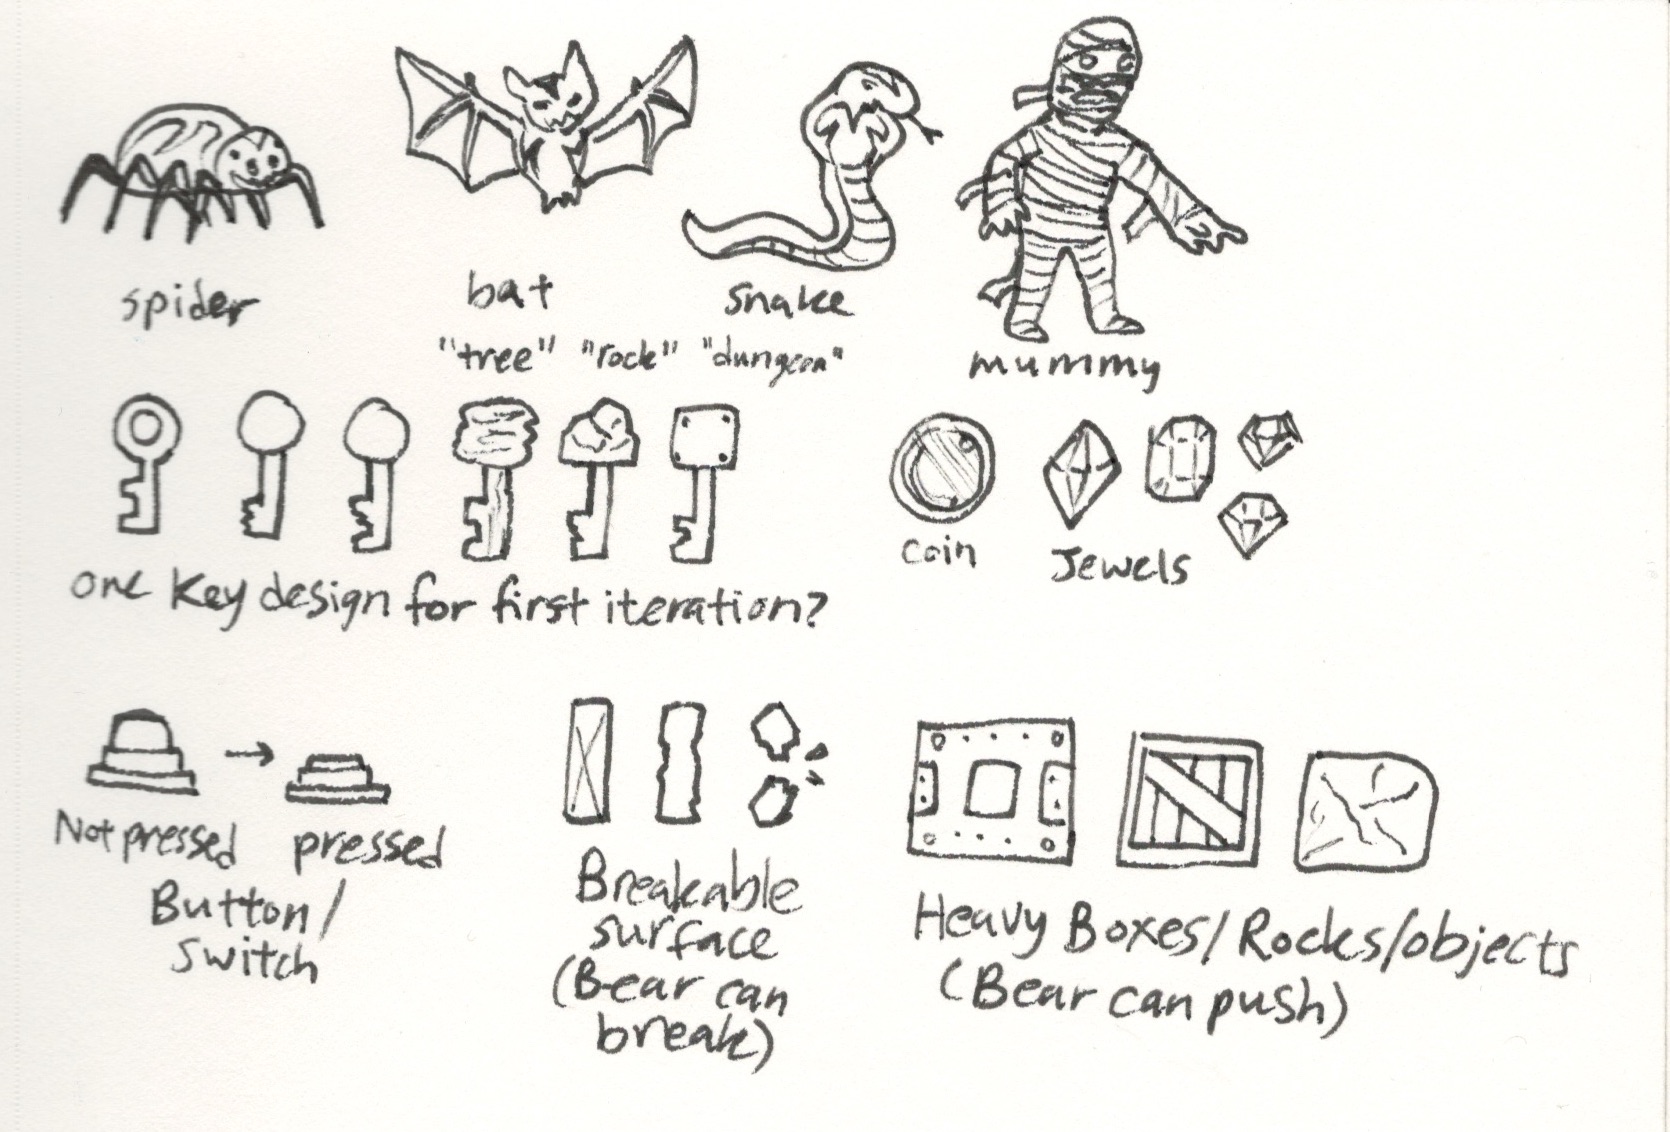 spider
bat
snake
mummy
"tree" "rock" "dungeon"
coin
Jewels
one Key design for first iteration?
Not pressed
pressed
Button/
switch
Breakable
surface
(Bear can
break)
Heavy Boxes/Rocks/objects
(Bear can push)